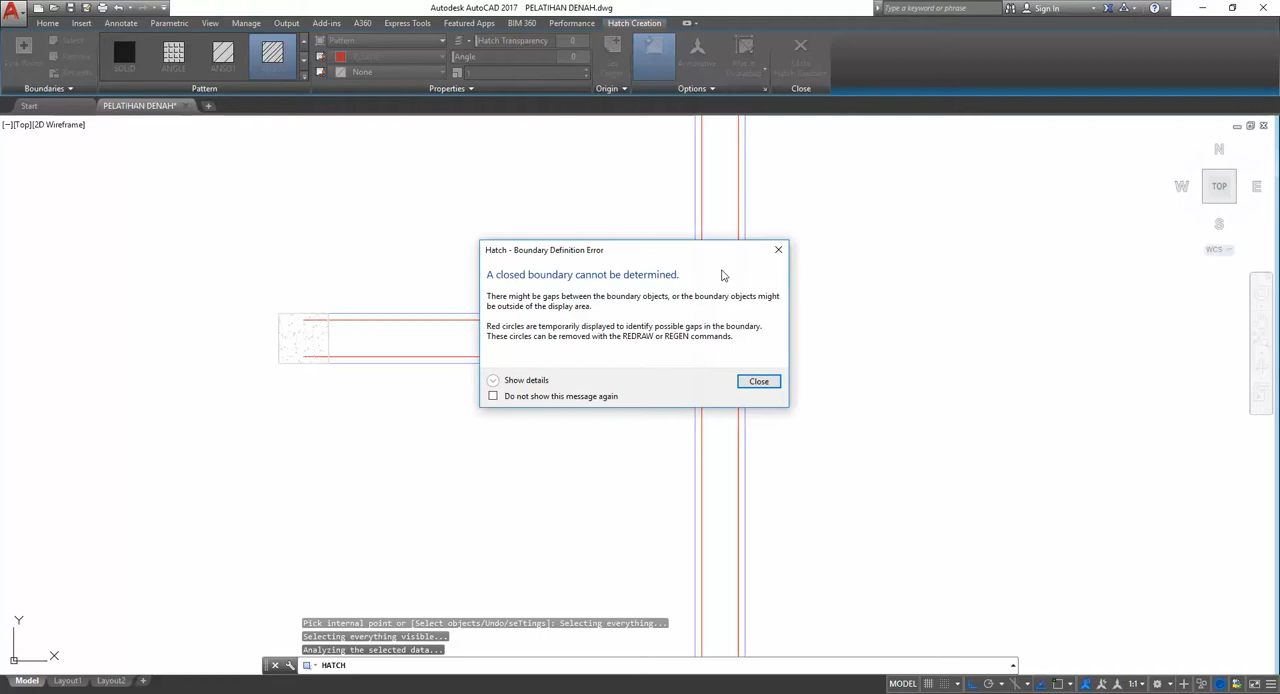 Autodesk AutoCAD 2017 PELATIHAN DENAH.dwg
Type a keyword or phrase
Sign In
Home Insert Annotate Parametric View Manage Output Add-ins A360 Express Tools Featured Apps BIM 360 Performance Hatch Creation
Select
Pattern
Hatch Transparency 0
Angle 0
None
1
SOLID ANGLE ANSI31
Boundaries Pattern Properties Origin Options Close
Start PELATIHAN DENAH*
[−][Top][2D Wireframe]
N
W TOP E
S
WCS
Hatch - Boundary Definition Error
A closed boundary cannot be determined.
There might be gaps between the boundary objects, or the boundary objects might
be outside of the display area.
Red circles are temporarily displayed to identify possible gaps in the boundary.
These circles can be removed with the REDRAW or REGEN commands.
Show details
Close
Do not show this message again
Y
X
Pick internal point or [Select objects/Undo/seTtings]: Selecting everything...
Selecting everything visible...
Analyzing the selected data...
HATCH
Model Layout1 Layout2 +
MODEL
1:1